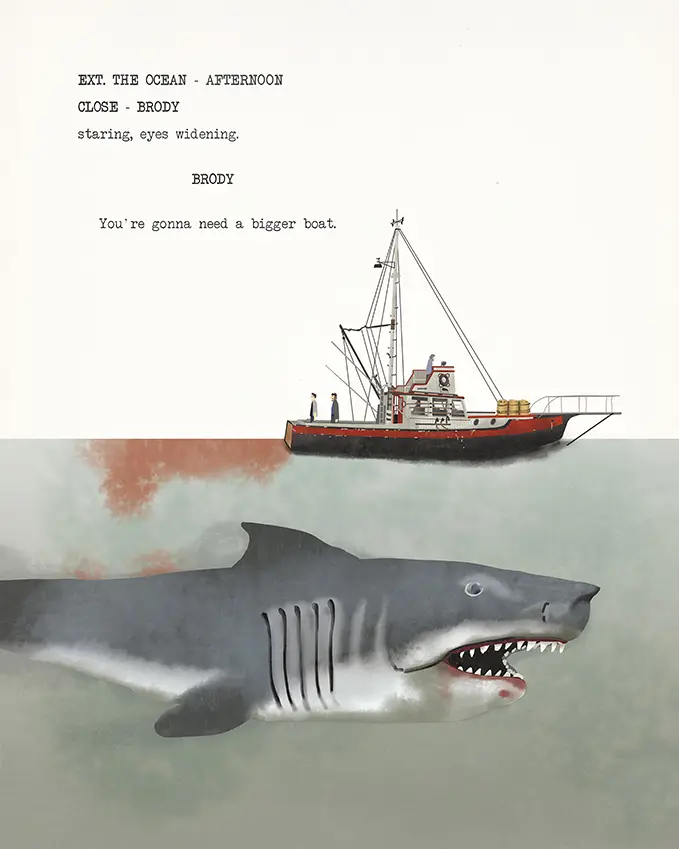 EXT. THE OCEAN - AFTERNOON
CLOSE - BRODY
staring, eyes widening.
BRODY
You're gonna need a bigger boat.